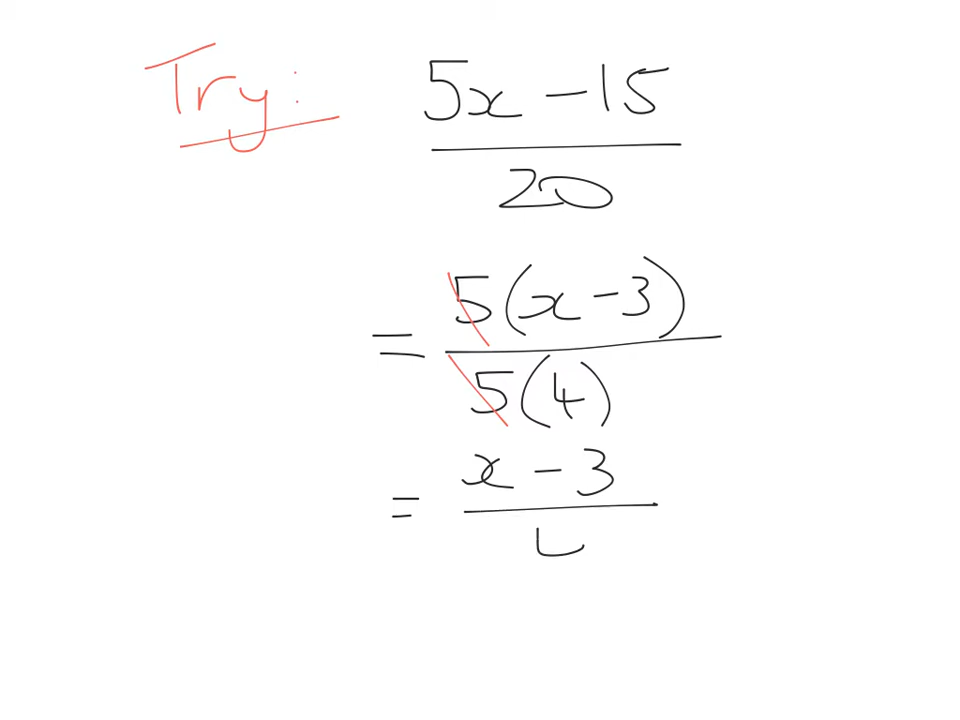 Try: 5x - 15
20
= 5(x - 3)
5(4)
= x - 3